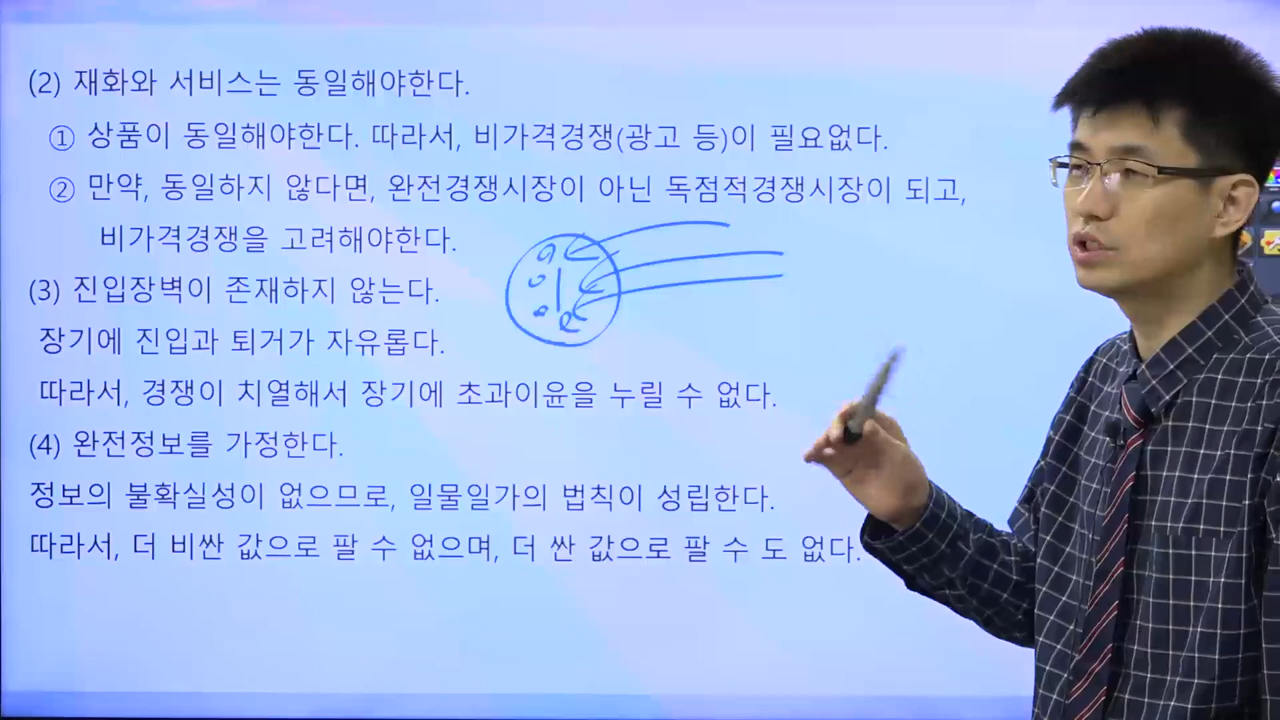 (2) 재화와 서비스는 동일해야한다.
① 상품이 동일해야한다. 따라서, 비가격경쟁(광고 등)이 필요없다.
② 만약, 동일하지 않다면, 완전경쟁시장이 아닌 독점적경쟁시장이 되고,
비가격경쟁을 고려해야한다.
(3) 진입장벽이 존재하지 않는다.
장기에 진입과 퇴거가 자유롭다.
따라서, 경쟁이 치열해서 장기에 초과이윤을 누릴 수 없다.
(4) 완전정보를 가정한다.
정보의 불확실성이 없으므로, 일물일가의 법칙이 성립한다.
따라서, 더 비싼 값으로 팔 수 없으며, 더 싼 값으로 팔 수 도 없다.